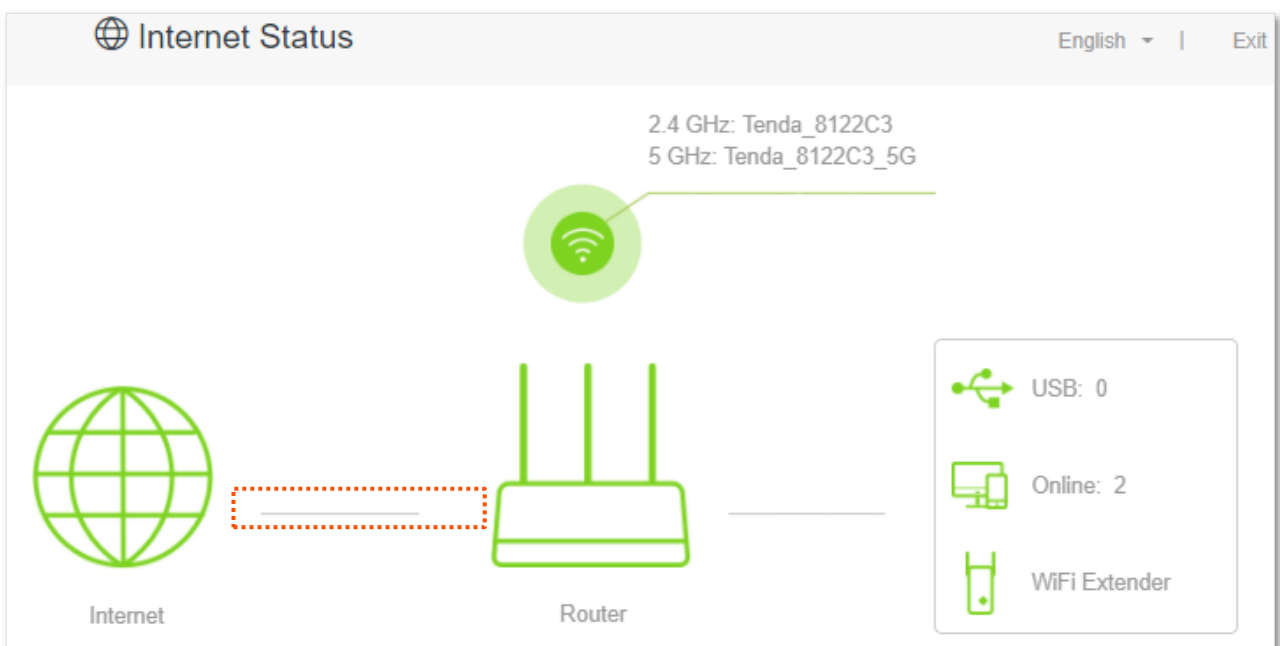 Internet Status
English | Exit
2.4 GHz: Tenda_8122C3
5 GHz: Tenda_8122C3_5G
USB: 0
Online: 2
WiFi Extender
Internet
Router